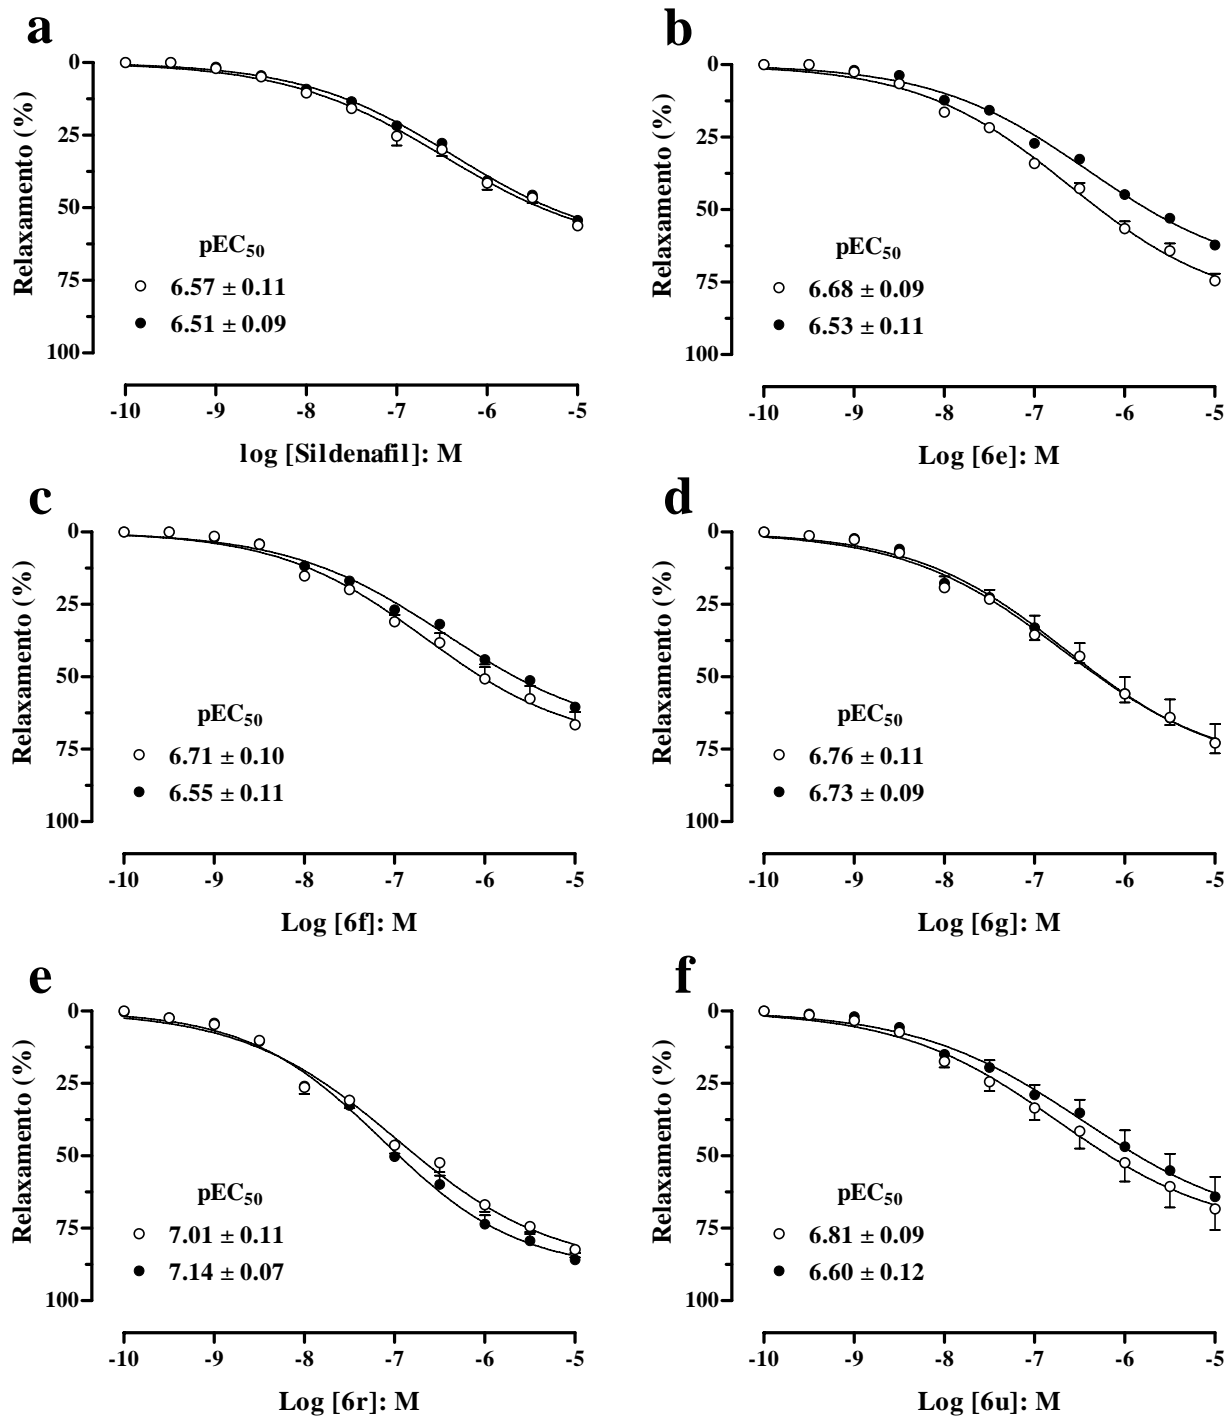 a
0
25
50
75
100
Relaxamento (%)
pEC50
6.57 ± 0.11
6.51 ± 0.09
-10 -9 -8 -7 -6 -5
log [Sildenafil]: M
b
0
25
50
75
100
Relaxamento (%)
pEC50
6.68 ± 0.09
6.53 ± 0.11
-10 -9 -8 -7 -6 -5
Log [6e]: M
c
0
25
50
75
100
Relaxamento (%)
pEC50
6.71 ± 0.10
6.55 ± 0.11
-10 -9 -8 -7 -6 -5
Log [6f]: M
d
0
25
50
75
100
Relaxamento (%)
pEC50
6.76 ± 0.11
6.73 ± 0.09
-10 -9 -8 -7 -6 -5
Log [6g]: M
e
0
25
50
75
100
Relaxamento (%)
pEC50
7.01 ± 0.11
7.14 ± 0.07
-10 -9 -8 -7 -6 -5
Log [6r]: M
f
0
25
50
75
100
Relaxamento (%)
pEC50
6.81 ± 0.09
6.60 ± 0.12
-10 -9 -8 -7 -6 -5
Log [6u]: M